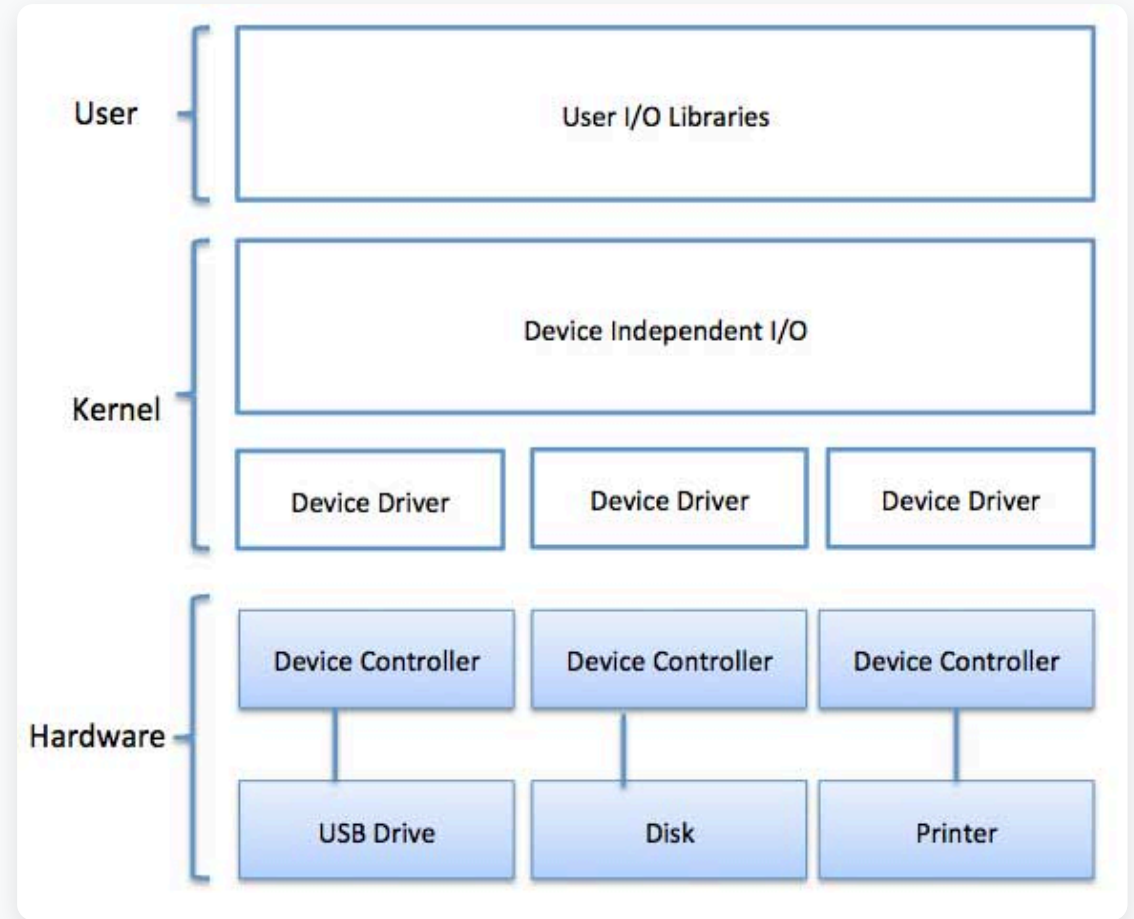 User
User I/O Libraries
Device Independent I/O
Kernel
Device Driver
Device Driver
Device Driver
Device Controller
Device Controller
Device Controller
Hardware
USB Drive
Disk
Printer